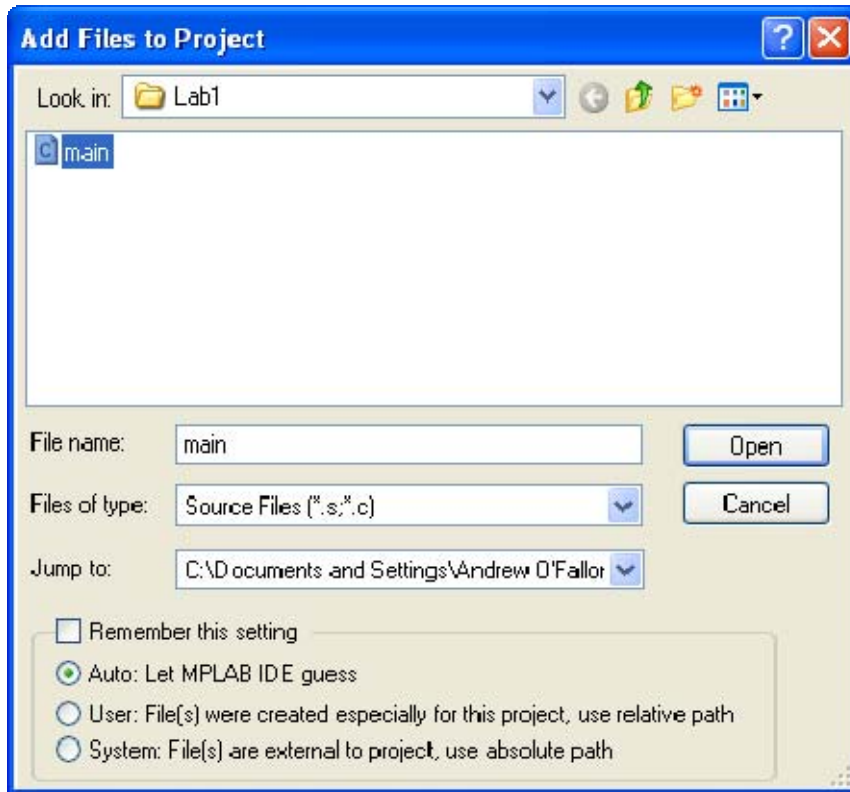 Add Files to Project
Look in: Lab1
main
File name: main Open
Files of type: Source Files (*.s;*.c) Cancel
Jump to: C:\Documents and Settings\Andrew O'Fallor
Remember this setting
Auto: Let MPLAB IDE guess
User: File(s) were created especially for this project, use relative path
System: File(s) are external to project, use absolute path